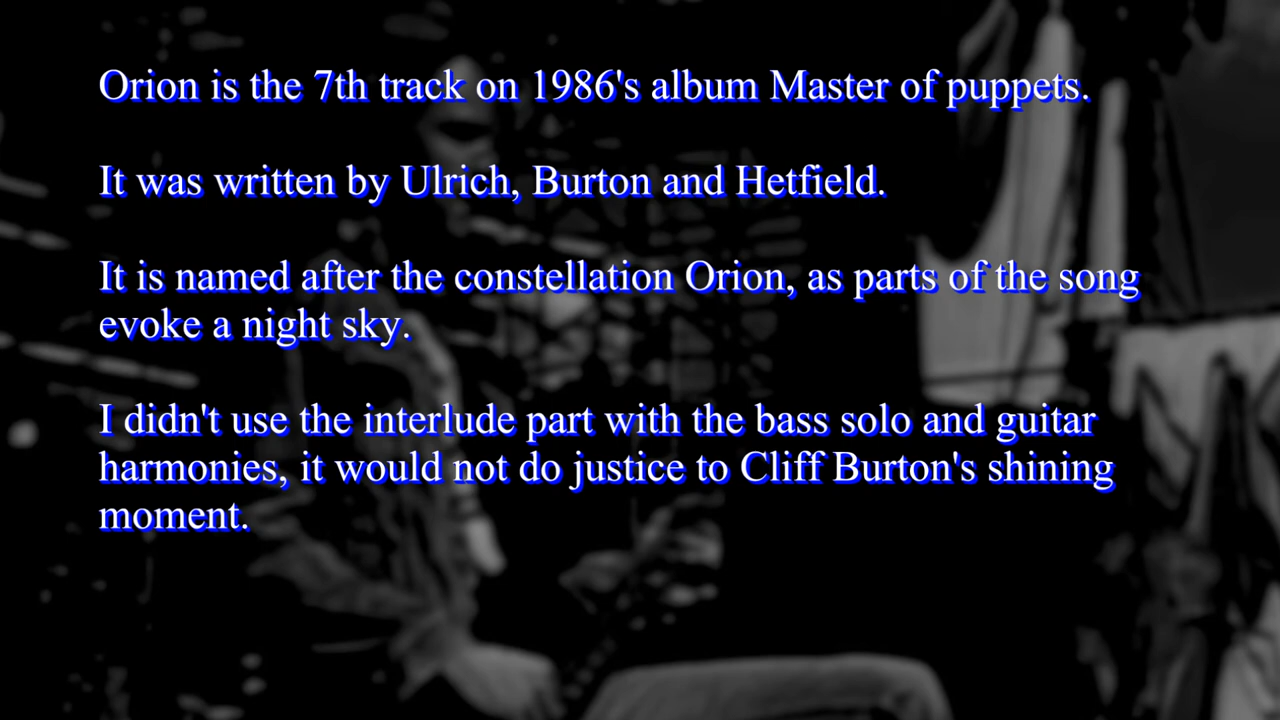 Orion is the 7th track on 1986's album Master of puppets.
It was written by Ulrich, Burton and Hetfield.
It is named after the constellation Orion, as parts of the song
evoke a night sky.
I didn't use the interlude part with the bass solo and guitar
harmonies, it would not do justice to Cliff Burton's shining
moment.